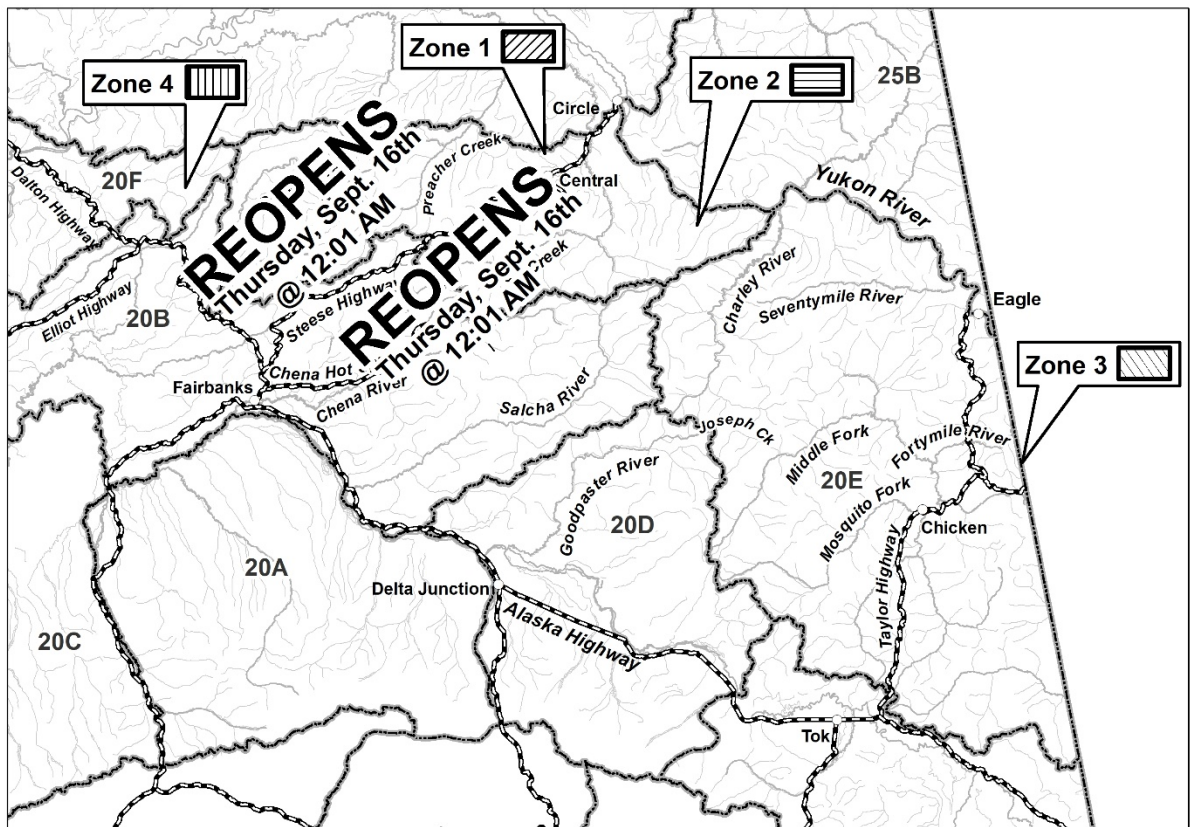 Zone 1
Zone 4
Zone 2
25B
Circle
REOPENS
Thursday, Sept. 16th
@ 12:01 AM
Preacher Creek
Central
20F
Dalton Highway
Yukon River
REOPENS
Thursday, Sept. 16th
@ 12:01 AM
Creek
Steese Highway
Elliot Highway
20B
Charley River
Seventymile River
Eagle
Zone 3
Chena Hot
Fairbanks
Chena River
Salcha River
Joseph Ck
Middle Fork
Fortymile River
20E
Mosquito Fork
Goodpaster River
20D
Chicken
20A
Delta Junction
Alaska Highway
Taylor Highway
20C
Tok